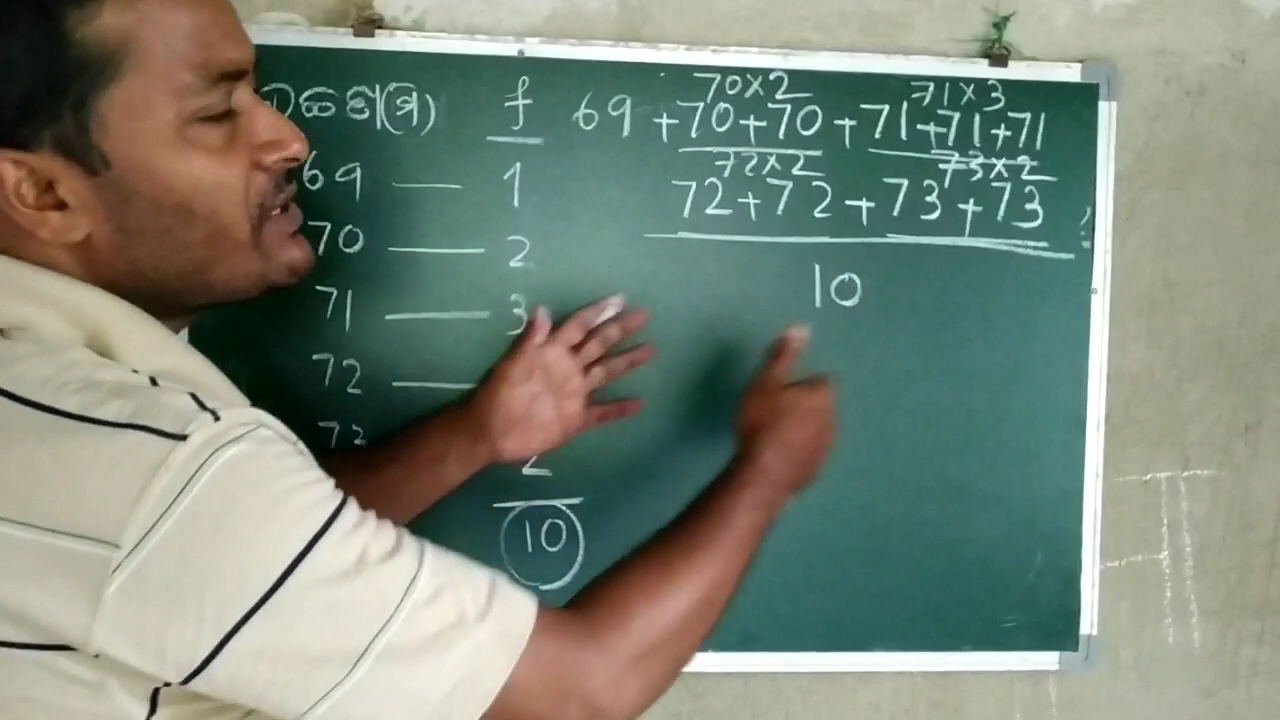 f
69 — 1
70 — 2
71 — 3
72 —
73
2
10
70×2 71×3
69 + 70+70 + 71+71+71
72×2 73×2
72+72 + 73+73
10